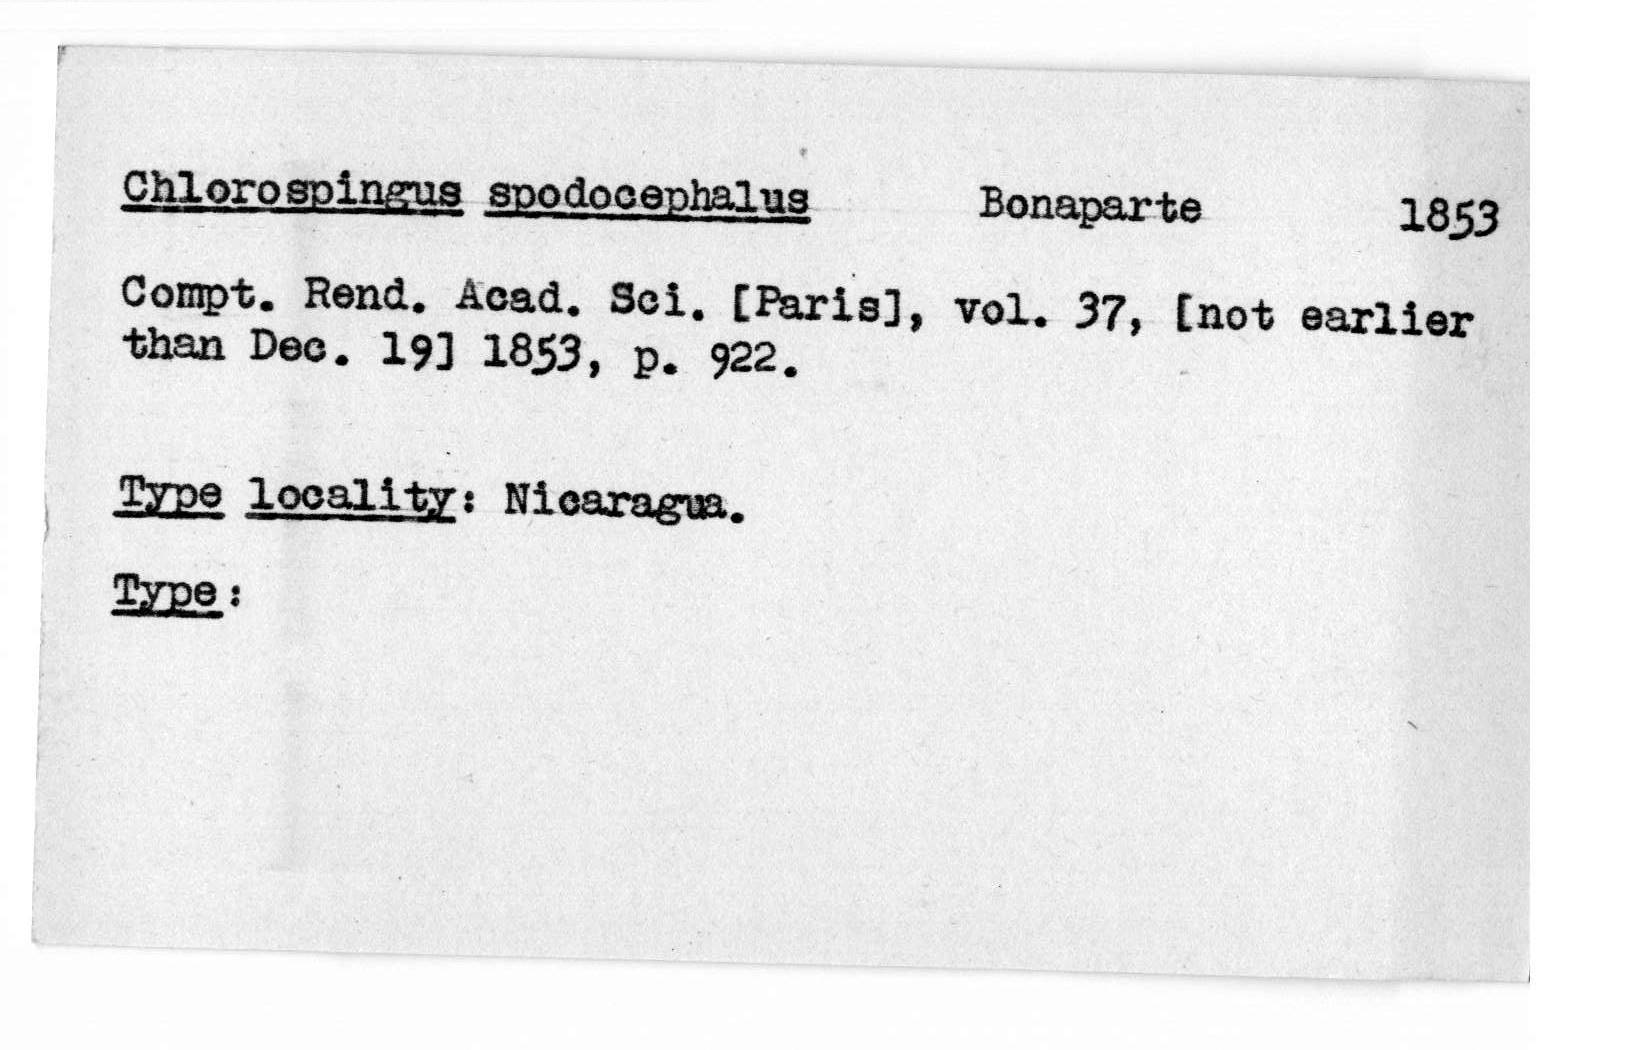 Chlorospingus spodocephalus Bonaparte 1853
Compt. Rend. Acad. Sci. [Paris], vol. 37, [not earlier
than Dec. 19] 1853, p. 922.
Type locality: Nicaragua.
Type: